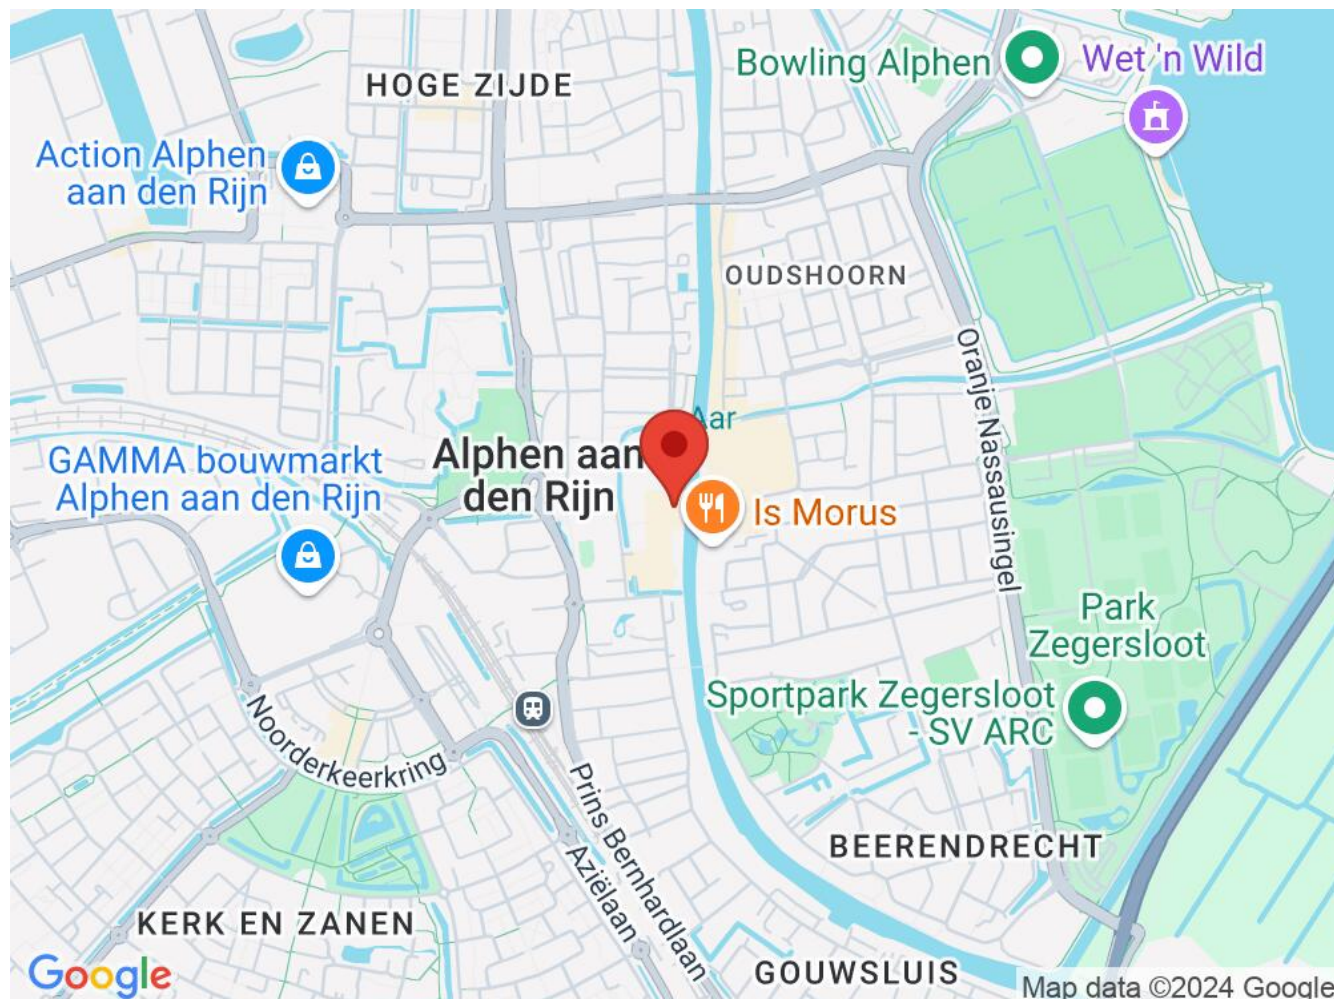 Bowling Alphen
Wet 'n Wild
HOGE ZIJDE
Action Alphen
aan den Rijn
OUDSHOORN
Oranje Nassausingel
Aar
Alphen aan
den Rijn
GAMMA bouwmarkt
Alphen aan den Rijn
Is Morus
Park
Zegersloot
Sportpark Zegersloot
- SV ARC
Noorderkeerkring
Prins Bernhardlaan
Aziëlaan
BEERENDRECHT
KERK EN ZANEN
GOUWSLUIS
Google
Map data ©2024 Google